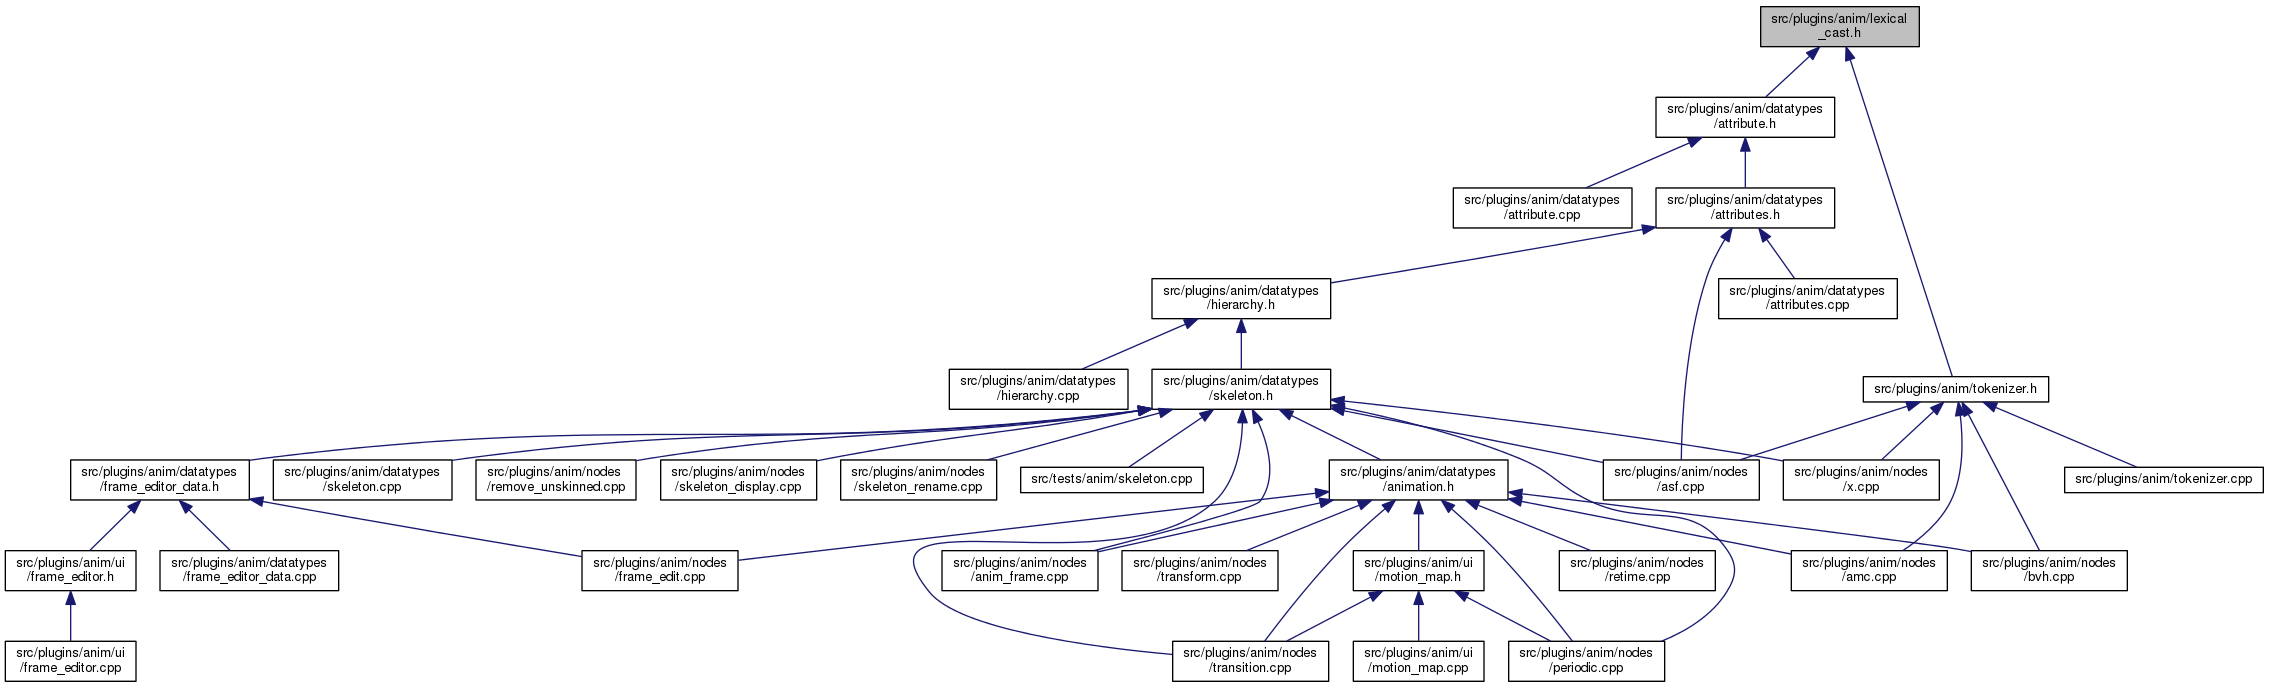 src/plugins/anim/lexical
_cast.h
src/plugins/anim/datatypes
/attribute.h
src/plugins/anim/datatypes
/attribute.cpp
src/plugins/anim/datatypes
/attributes.h
src/plugins/anim/datatypes
/hierarchy.h
src/plugins/anim/datatypes
/attributes.cpp
src/plugins/anim/datatypes
/hierarchy.cpp
src/plugins/anim/datatypes
/skeleton.h
src/plugins/anim/tokenizer.h
src/plugins/anim/datatypes
/frame_editor_data.h
src/plugins/anim/datatypes
/skeleton.cpp
src/plugins/anim/nodes
/remove_unskinned.cpp
src/plugins/anim/nodes
/skeleton_display.cpp
src/plugins/anim/nodes
/skeleton_rename.cpp
src/tests/anim/skeleton.cpp
src/plugins/anim/datatypes
/animation.h
src/plugins/anim/nodes
/asf.cpp
src/plugins/anim/nodes
/x.cpp
src/plugins/anim/tokenizer.cpp
src/plugins/anim/ui
/frame_editor.h
src/plugins/anim/datatypes
/frame_editor_data.cpp
src/plugins/anim/nodes
/frame_edit.cpp
src/plugins/anim/nodes
/anim_frame.cpp
src/plugins/anim/nodes
/transform.cpp
src/plugins/anim/ui
/motion_map.h
src/plugins/anim/nodes
/retime.cpp
src/plugins/anim/nodes
/amc.cpp
src/plugins/anim/nodes
/bvh.cpp
src/plugins/anim/ui
/frame_editor.cpp
src/plugins/anim/nodes
/transition.cpp
src/plugins/anim/ui
/motion_map.cpp
src/plugins/anim/nodes
/periodic.cpp